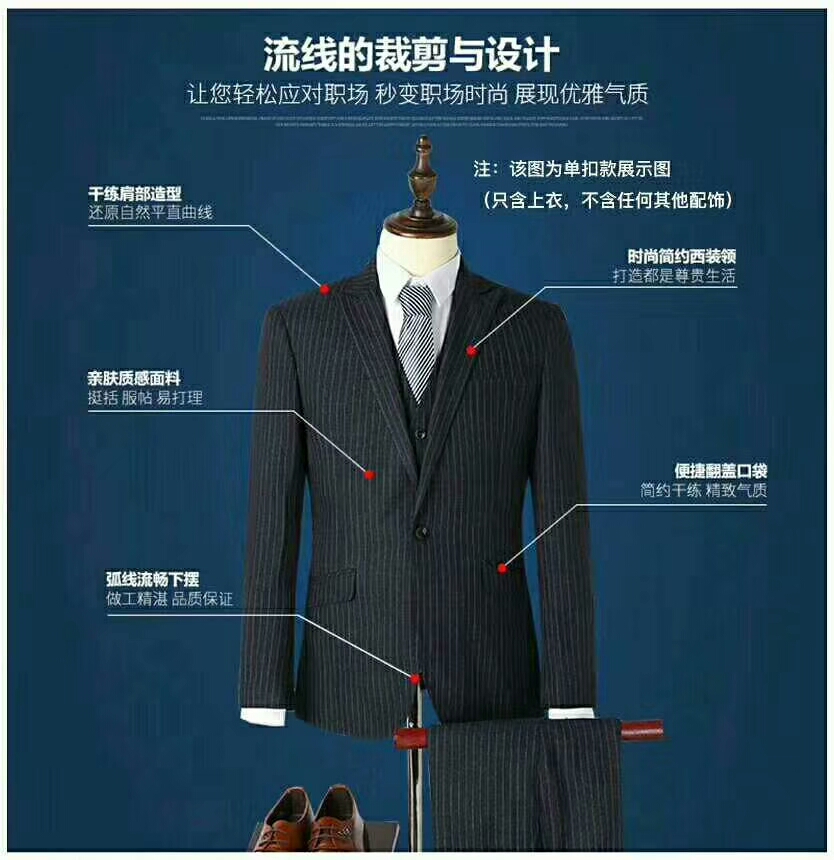 流线的裁剪与设计
让您轻松应对职场 秒变职场时尚 展现优雅气质
注：该图为单扣款展示图
（只含上衣，不含任何其他配饰）
干练肩部造型
还原自然平直曲线
时尚简约西装领
打造都是尊贵生活
亲肤质感面料
挺括 服帖 易打理
便捷翻盖口袋
简约干练 精致气质
弧线流畅下摆
做工精湛 品质保证